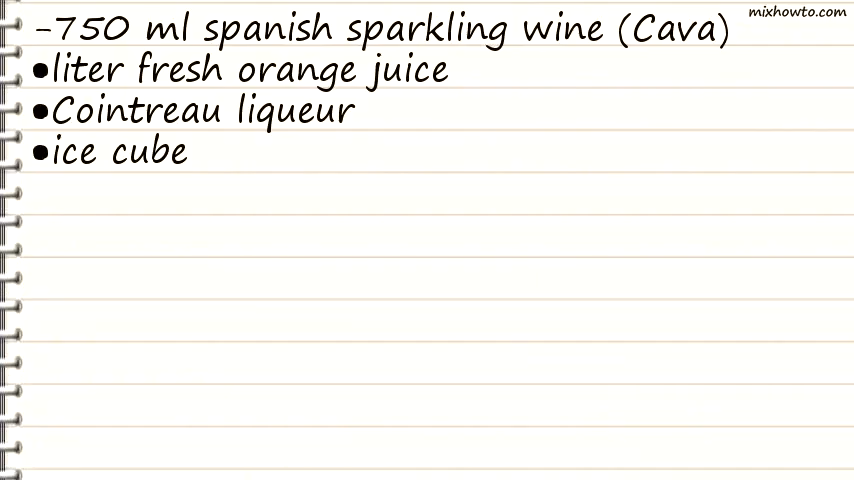 mixhowto.com
-750 ml spanish sparkling wine (Cava)
•liter fresh orange juice
•Cointreau liqueur
•ice cube